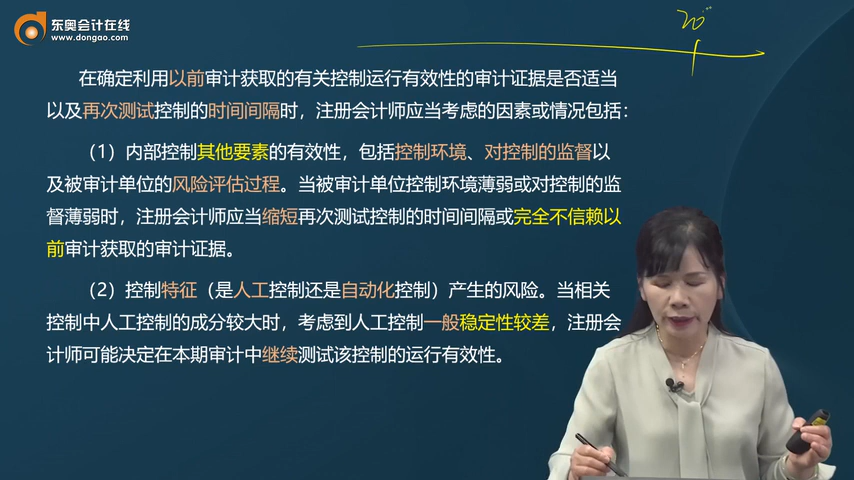 东奥会计在线
www.dongao.com
在确定利用以前审计获取的有关控制运行有效性的审计证据是否适当
以及再次测试控制的时间间隔时，注册会计师应当考虑的因素或情况包括：
（1）内部控制其他要素的有效性，包括控制环境、对控制的监督以
及被审计单位的风险评估过程。当被审计单位控制环境薄弱或对控制的监
督薄弱时，注册会计师应当缩短再次测试控制的时间间隔或完全不信赖以
前审计获取的审计证据。
（2）控制特征（是人工控制还是自动化控制）产生的风险。当相关
控制中人工控制的成分较大时，考虑到人工控制一般稳定性较差，注册会
计师可能决定在本期审计中继续测试该控制的运行有效性。